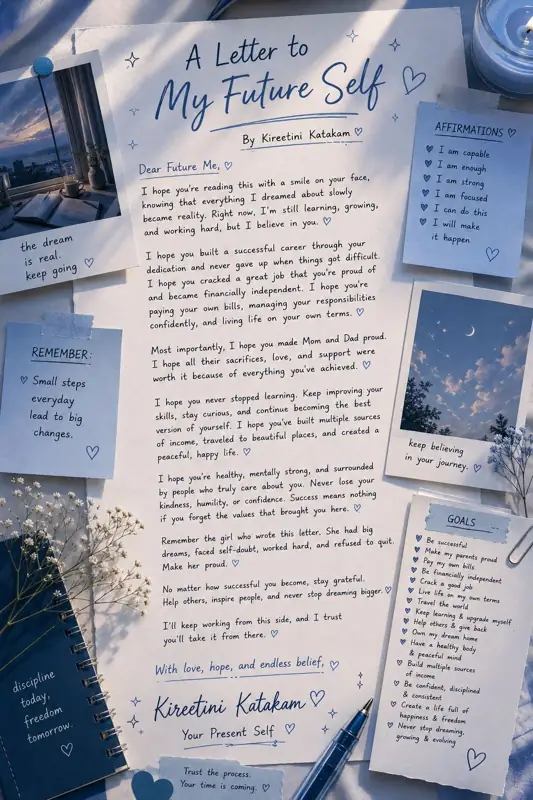 A Letter to
My Future Self
By Kireetini Katakam
Dear Future Me,
I hope you're reading this with a smile on your face,
knowing that everything I dreamed about slowly
became reality. Right now, I'm still learning, growing,
and working hard, but I believe in you.
I hope you built a successful career through your
dedication and never gave up when things got difficult.
I hope you cracked a great job that you're proud of
and became financially independent. I hope you're
paying your own bills, managing your responsibilities
confidently, and living life on your own terms.
Most importantly, I hope you made Mom and Dad proud.
I hope all their sacrifices, love, and support were
worth it because of everything you've achieved.
I hope you never stopped learning. Keep improving your
skills, stay curious, and continue becoming the best
version of yourself. I hope you've built multiple sources
of income, traveled to beautiful places, and created a
peaceful, happy life.
I hope you're healthy, mentally strong, and surrounded
by people who truly care about you. Never lose your
kindness, humility, or confidence. Success means nothing
if you forget the values that brought you here.
Remember the girl who wrote this letter. She had big
dreams, faced self-doubt, worked hard, and refused to quit.
Make her proud.
No matter how successful you become, stay grateful.
Help others, inspire people, and never stop dreaming bigger.
I'll keep working from this side, and I trust
you'll take it from there.
With love, hope, and endless belief,
Kireetini Katakam
Your Present Self
the dream
is real.
keep going
REMEMBER:
Small steps
everyday
lead to big
changes.
discipline
today,
freedom
tomorrow.
AFFIRMATIONS
I am capable
I am enough
I am strong
I am focused
I can do this
I will make
it happen
keep believing
in your journey.
GOALS
Be successful
Make my parents proud
Pay my own bills
Be financially independent
Crack a good job
Live life on my own terms
Travel the world
Keep learning & upgrade myself
Help others & give back
Own my dream home
Have a healthy body
& peaceful mind
Build multiple sources
of income
Be confident, disciplined
& consistent
Create a life full of
happiness & freedom
Never stop dreaming,
growing & evolving
Trust the process.
Your time is coming.